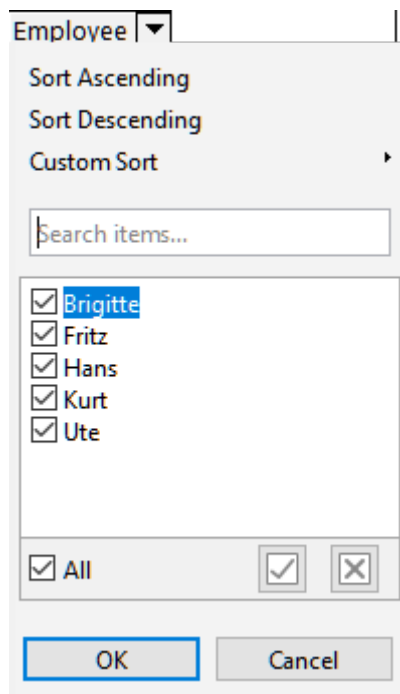 Employee
Sort Ascending
Sort Descending
Custom Sort
Search items...
Brigitte
Fritz
Hans
Kurt
Ute
All
OK Cancel